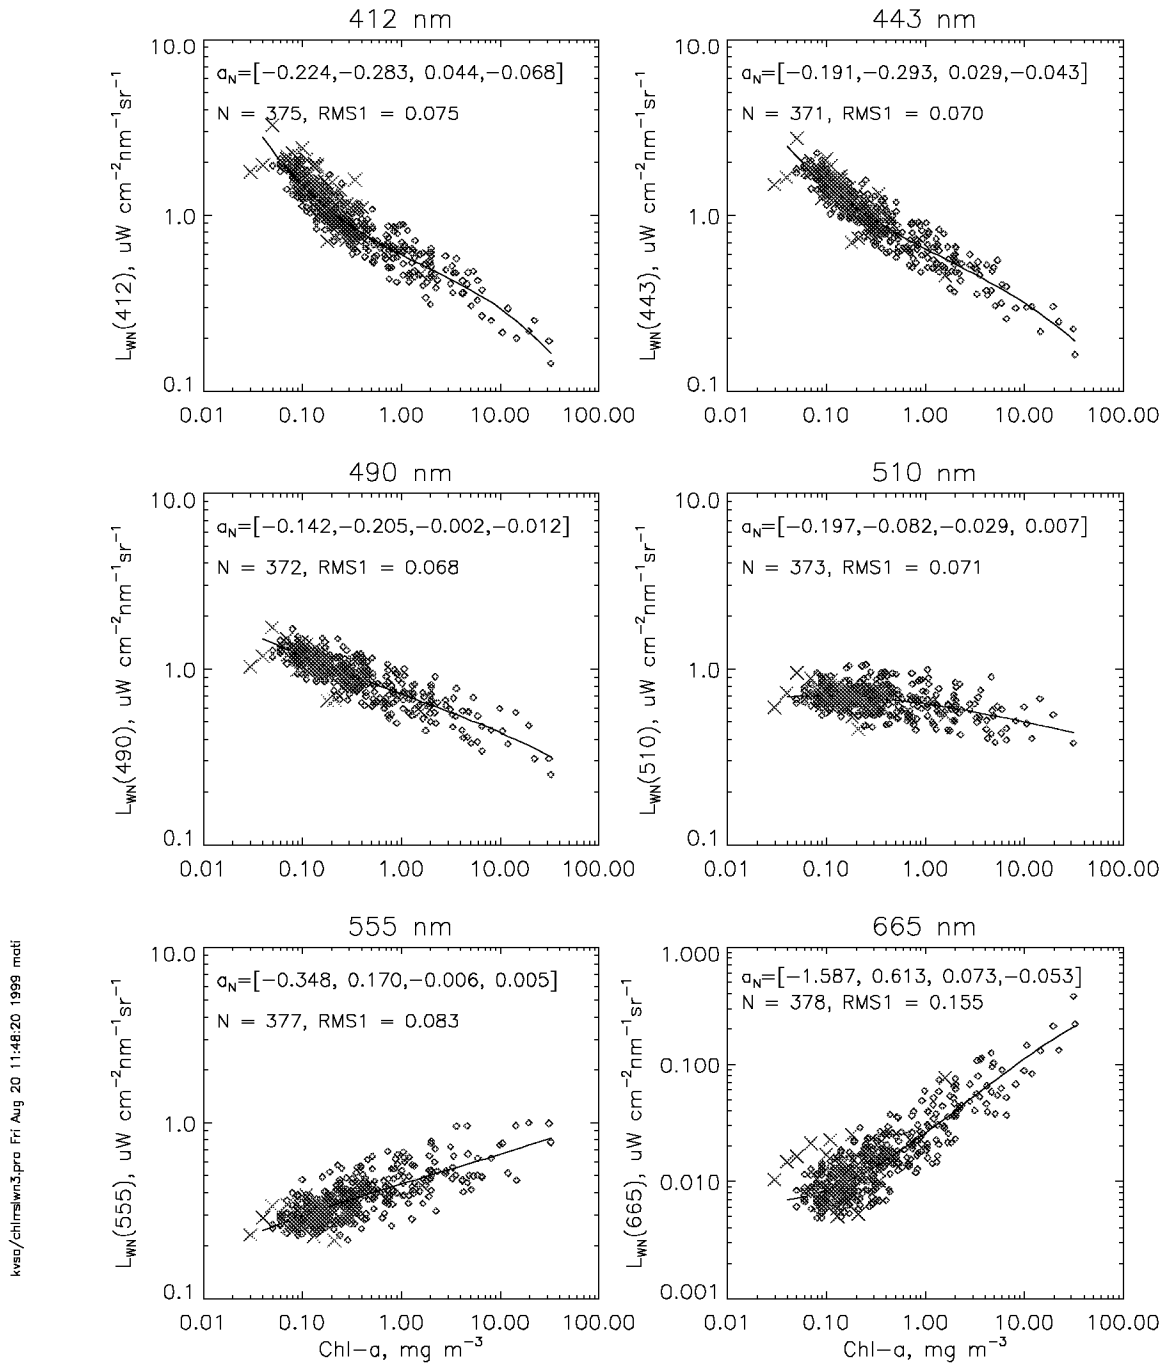 412 nm
10.0
1.0
0.1
L_WN(412), uW cm⁻²nm⁻¹sr⁻¹
a_N=[−0.224,−0.283, 0.044,−0.068]
N = 375, RMS1 = 0.075
0.01 0.10 1.00 10.00 100.00
443 nm
10.0
1.0
0.1
L_WN(443), uW cm⁻²nm⁻¹sr⁻¹
a_N=[−0.191,−0.293, 0.029,−0.043]
N = 371, RMS1 = 0.070
0.01 0.10 1.00 10.00 100.00
490 nm
10.0
1.0
0.1
L_WN(490), uW cm⁻²nm⁻¹sr⁻¹
a_N=[−0.142,−0.205,−0.002,−0.012]
N = 372, RMS1 = 0.068
0.01 0.10 1.00 10.00 100.00
510 nm
10.0
1.0
0.1
L_WN(510), uW cm⁻²nm⁻¹sr⁻¹
a_N=[−0.197,−0.082,−0.029, 0.007]
N = 373, RMS1 = 0.071
0.01 0.10 1.00 10.00 100.00
555 nm
10.0
1.0
0.1
L_WN(555), uW cm⁻²nm⁻¹sr⁻¹
a_N=[−0.348, 0.170,−0.006, 0.005]
N = 377, RMS1 = 0.083
0.01 0.10 1.00 10.00 100.00
Chl−a, mg m⁻³
665 nm
1.000
0.100
0.010
0.001
L_WN(665), uW cm⁻²nm⁻¹sr⁻¹
a_N=[−1.587, 0.613, 0.073,−0.053]
N = 378, RMS1 = 0.155
0.01 0.10 1.00 10.00 100.00
Chl−a, mg m⁻³
Fri Aug 20 11:48:20 1999 mati